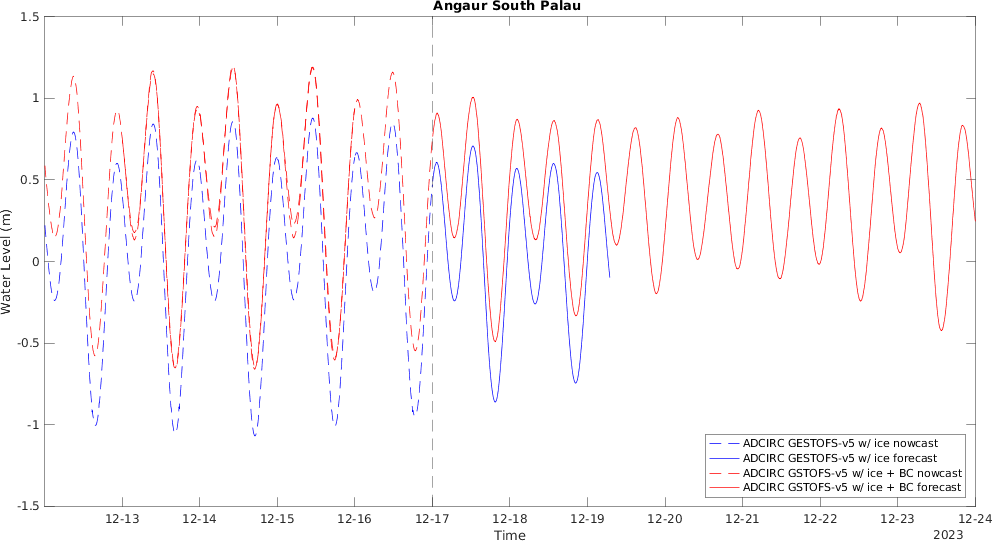 Angaur South Palau
1.5
1
0.5
0
-0.5
-1
-1.5
Water Level (m)
12-13
12-14
12-15
12-16
12-17
12-18
12-19
12-20
12-21
12-22
12-23
12-24
Time
2023
ADCIRC GESTOFS-v5 w/ ice nowcast
ADCIRC GESTOFS-v5 w/ ice forecast
ADCIRC GSTOFS-v5 w/ ice + BC nowcast
ADCIRC GSTOFS-v5 w/ ice + BC forecast